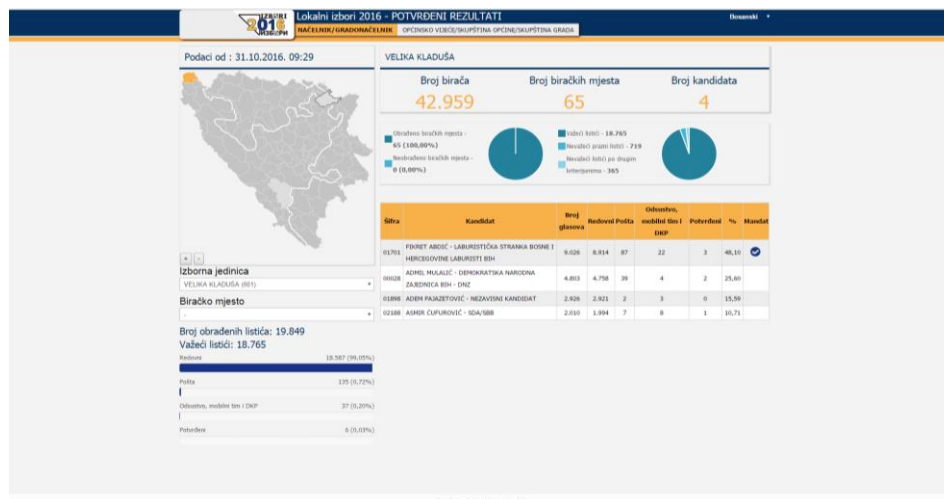 IZBORI
2016
ИЗБОРИ
Lokalni izbori 2016 - POTVRĐENI REZULTATI
Bosanski
NAČELNIK/GRADONAČELNIK OPĆINSKO VIJEĆE/SKUPŠTINA OPĆINE/SKUPŠTINA GRADA
Podaci od : 31.10.2016. 09:29
VELIKA KLADUŠA
Broj birača Broj biračkih mjesta Broj kandidata
42.959 65 4
Obrađeno biračkih mjesta -
65 (100,00%)
Neobrađeno biračkih mjesta -
0 (0,00%)
Važeći listići - 18.765
Nevažeći prazni listići - 719
Nevažeći listići po drugim
kriterijumima - 365
Šifra Kandidat Broj glasova Redovni Pošta Odsustvo, mobilni tim i DKP Potvrđeni % Mandat
01701 FIKRET ABDIĆ - LABURISTIČKA STRANKA BOSNE I HERCEGOVINE LABURISTI BIH 9.026 8.914 87 22 3 48,10
00028 ADMIL MULALIĆ - DEMOKRATSKA NARODNA ZAJEDNICA BIH - DNZ 4.803 4.758 39 4 2 25,60
01898 ADEM PAJAZETOVIĆ - NEZAVISNI KANDIDAT 2.926 2.921 2 3 0 15,59
02188 ASMIR ĆUFUROVIĆ - SDA/SBB 2.010 1.994 7 8 1 10,71
+ -
Izborna jedinica
VELIKA KLADUŠA (001)
Biračko mjesto
-
Broj obrađenih listića: 19.849
Važeći listići: 18.765
Redovni 18.587 (99,05%)
Pošta 135 (0,72%)
Odsustvo, mobilni tim i DKP 37 (0,20%)
Potvrđeni 6 (0,03%)